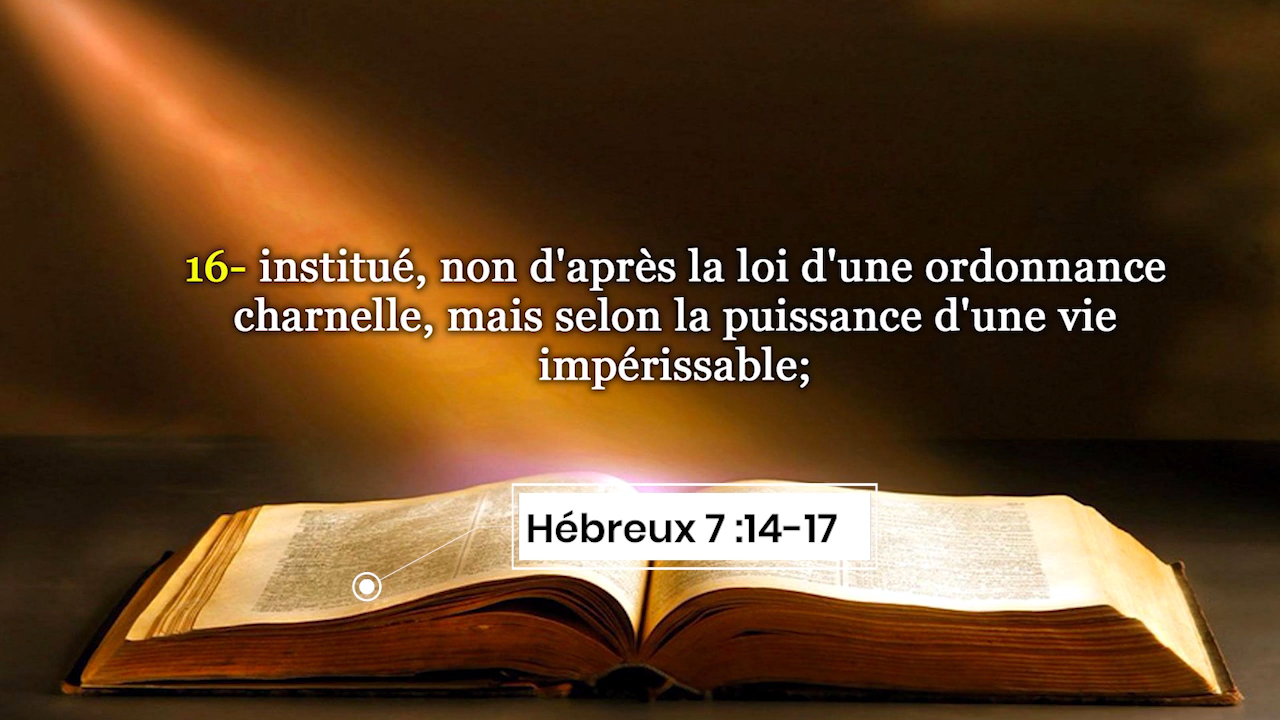 16- institué, non d'après la loi d'une ordonnance
charnelle, mais selon la puissance d'une vie
impérissable;
Hébreux 7 :14-17